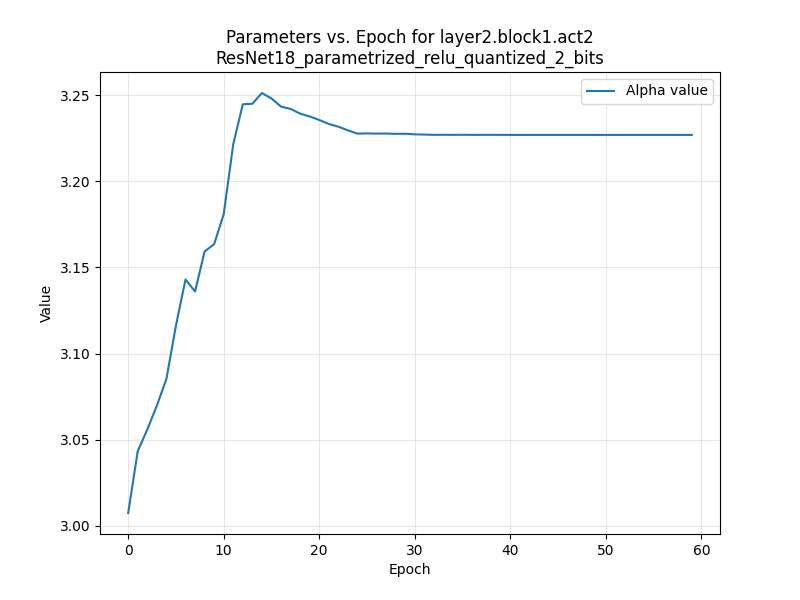 Parameters vs. Epoch for layer2.block1.act2
ResNet18_parametrized_relu_quantized_2_bits
Alpha value
3.25
3.20
3.15
3.10
3.05
3.00
Value
0 10 20 30 40 50 60
Epoch